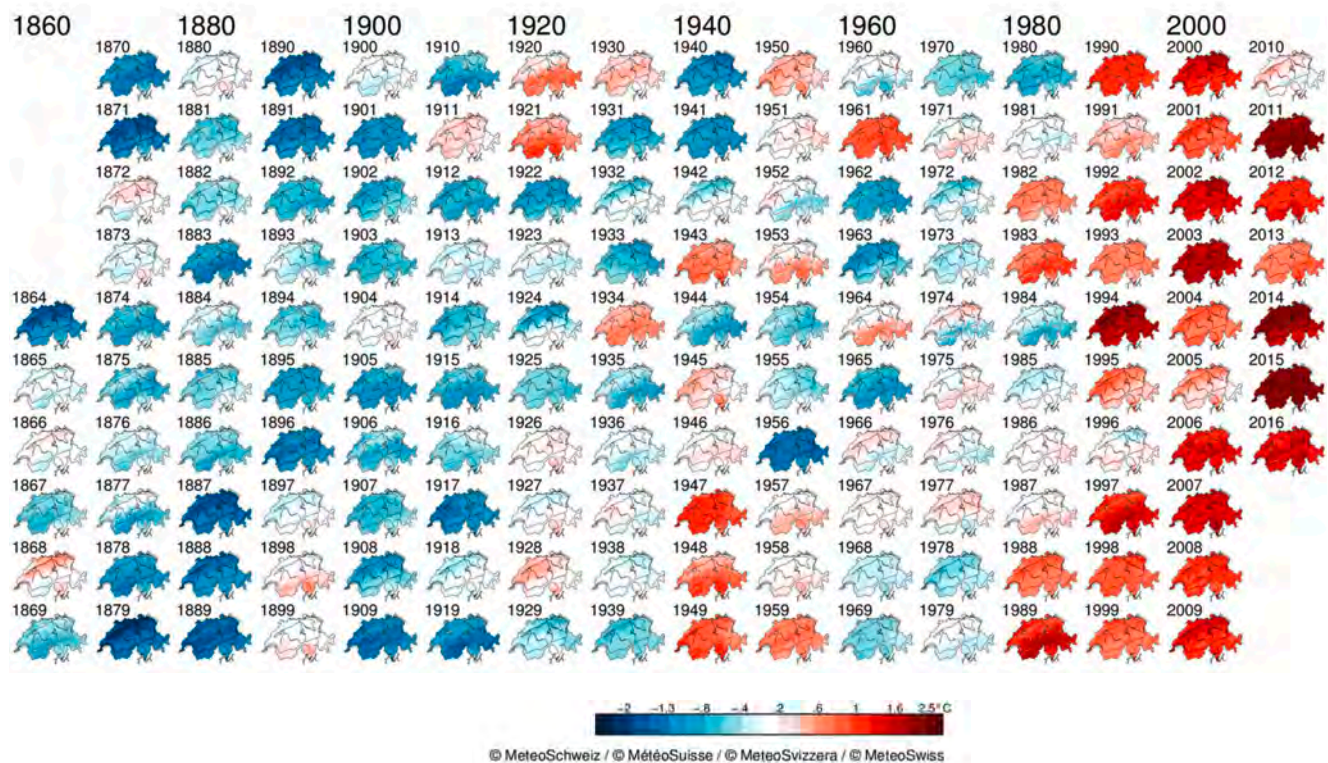 1860 1880 1900 1920 1940 1960 1980 2000
1870 1880 1890 1900 1910 1920 1930 1940 1950 1960 1970 1980 1990 2000 2010
1871 1881 1891 1901 1911 1921 1931 1941 1951 1961 1971 1981 1991 2001 2011
1872 1882 1892 1902 1912 1922 1932 1942 1952 1962 1972 1982 1992 2002 2012
1873 1883 1893 1903 1913 1923 1933 1943 1953 1963 1973 1983 1993 2003 2013
1864 1874 1884 1894 1904 1914 1924 1934 1944 1954 1964 1974 1984 1994 2004 2014
1865 1875 1885 1895 1905 1915 1925 1935 1945 1955 1965 1975 1985 1995 2005 2015
1866 1876 1886 1896 1906 1916 1926 1936 1946 1956 1966 1976 1986 1996 2006 2016
1867 1877 1887 1897 1907 1917 1927 1937 1947 1957 1967 1977 1987 1997 2007
1868 1878 1888 1898 1908 1918 1928 1938 1948 1958 1968 1978 1988 1998 2008
1869 1879 1889 1899 1909 1919 1929 1939 1949 1959 1969 1979 1989 1999 2009
-2 -1.3 -.8 -.4 .2 .6 1 1.6 2.5° C
© MeteoSchweiz / © MétéoSuisse / © MeteoSvizzera / © MeteoSwiss